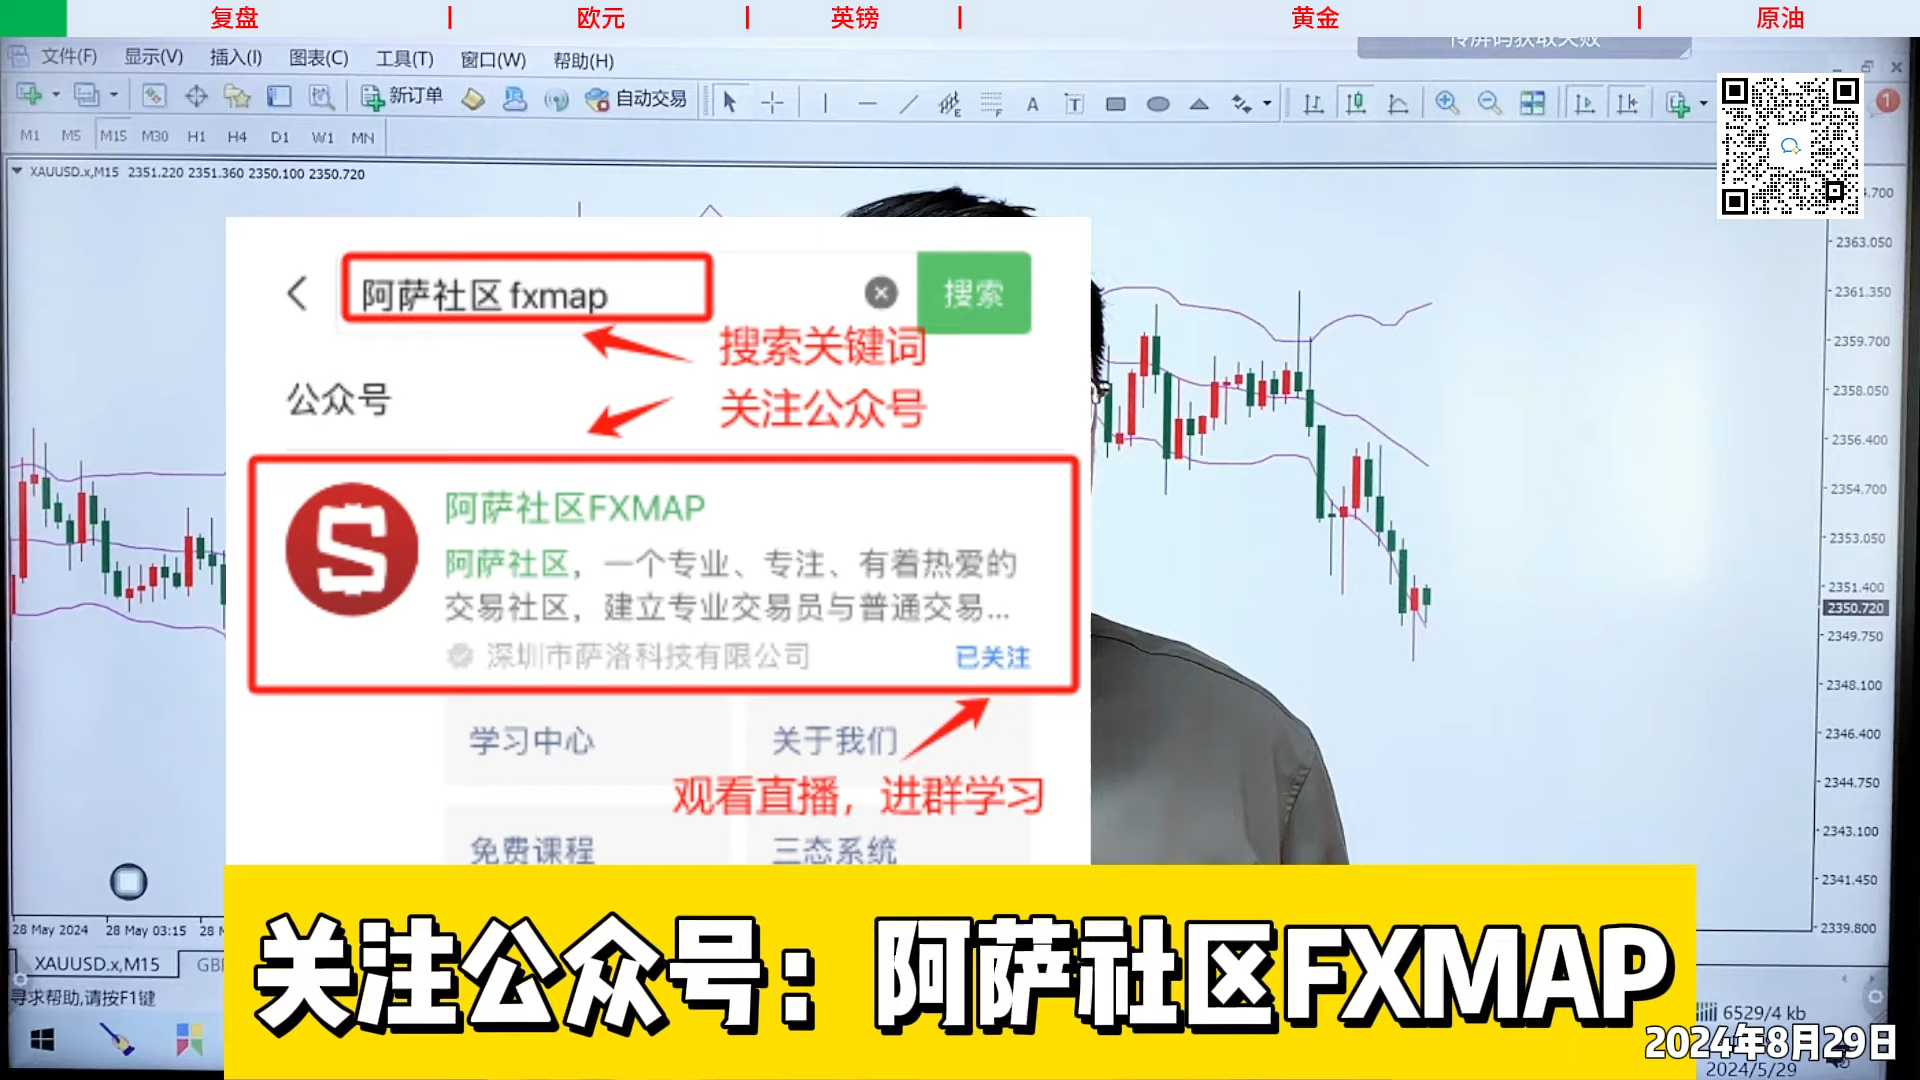 复盘 | 欧元 | 英镑 | 黄金 | 原油
文件(F) 显示(V) 插入(I) 图表(C) 工具(T) 窗口(W) 帮助(H)
新订单 自动交易
M1 M5 M15 M30 H1 H4 D1 W1 MN
1
XAUUSD.x,M15 2351.220 2351.360 2350.100 2350.720
2363.050
2361.350
2359.700
2358.050
2356.400
2354.700
2353.050
2351.400
2350.720
2349.750
2348.100
2346.400
2344.750
2343.100
2341.450
2339.800
阿萨社区 fxmap
搜索
搜索关键词
关注公众号
公众号
阿萨社区FXMAP
阿萨社区，一个专业、专注、有着热爱的
交易社区，建立专业交易员与普通交易...
深圳市萨洛科技有限公司
已关注
学习中心 关于我们
观看直播，进群学习
免费课程 三态系统
28 May 2024 28 May 03:15
XAUUSD.x,M15
寻求帮助,请按F1键
关注公众号：阿萨社区FXMAP
6529/4 kb
2024年8月29日
2024/5/29